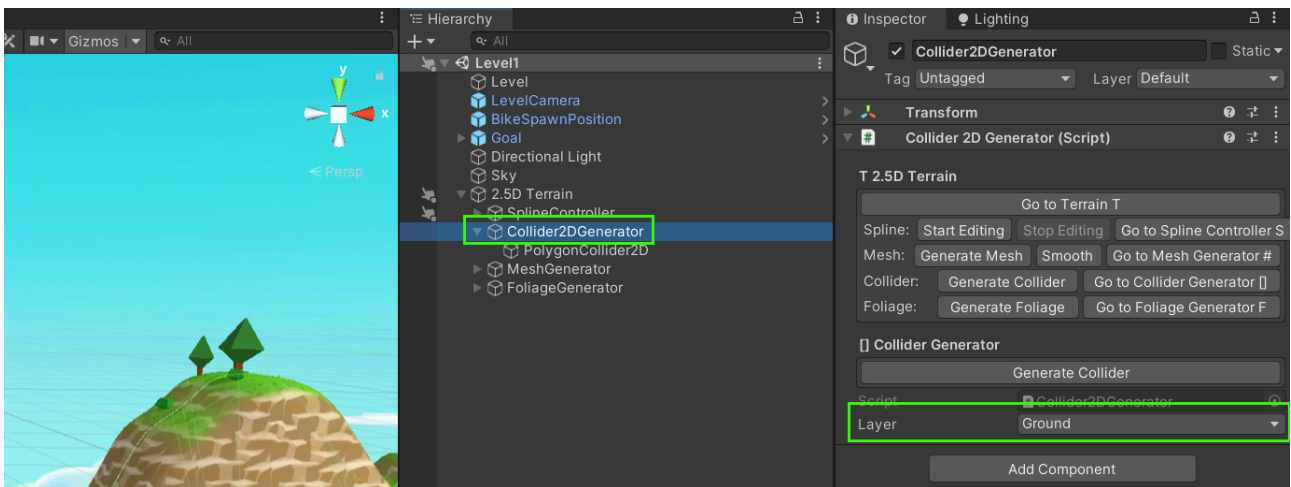 Gizmos
All
y
x
Persp
Hierarchy
All
Level1
Level
LevelCamera
BikeSpawnPosition
Goal
Directional Light
Sky
2.5D Terrain
SplineController
Collider2DGenerator
PolygonCollider2D
MeshGenerator
FoliageGenerator
Inspector Lighting
Collider2DGenerator Static
Tag Untagged Layer Default
Transform
# Collider 2D Generator (Script)
T 2.5D Terrain
Go to Terrain T
Spline: Start Editing Stop Editing Go to Spline Controller S
Mesh: Generate Mesh Smooth Go to Mesh Generator #
Collider: Generate Collider Go to Collider Generator []
Foliage: Generate Foliage Go to Foliage Generator F
[] Collider Generator
Generate Collider
Script Collider2DGenerator
Layer Ground
Add Component